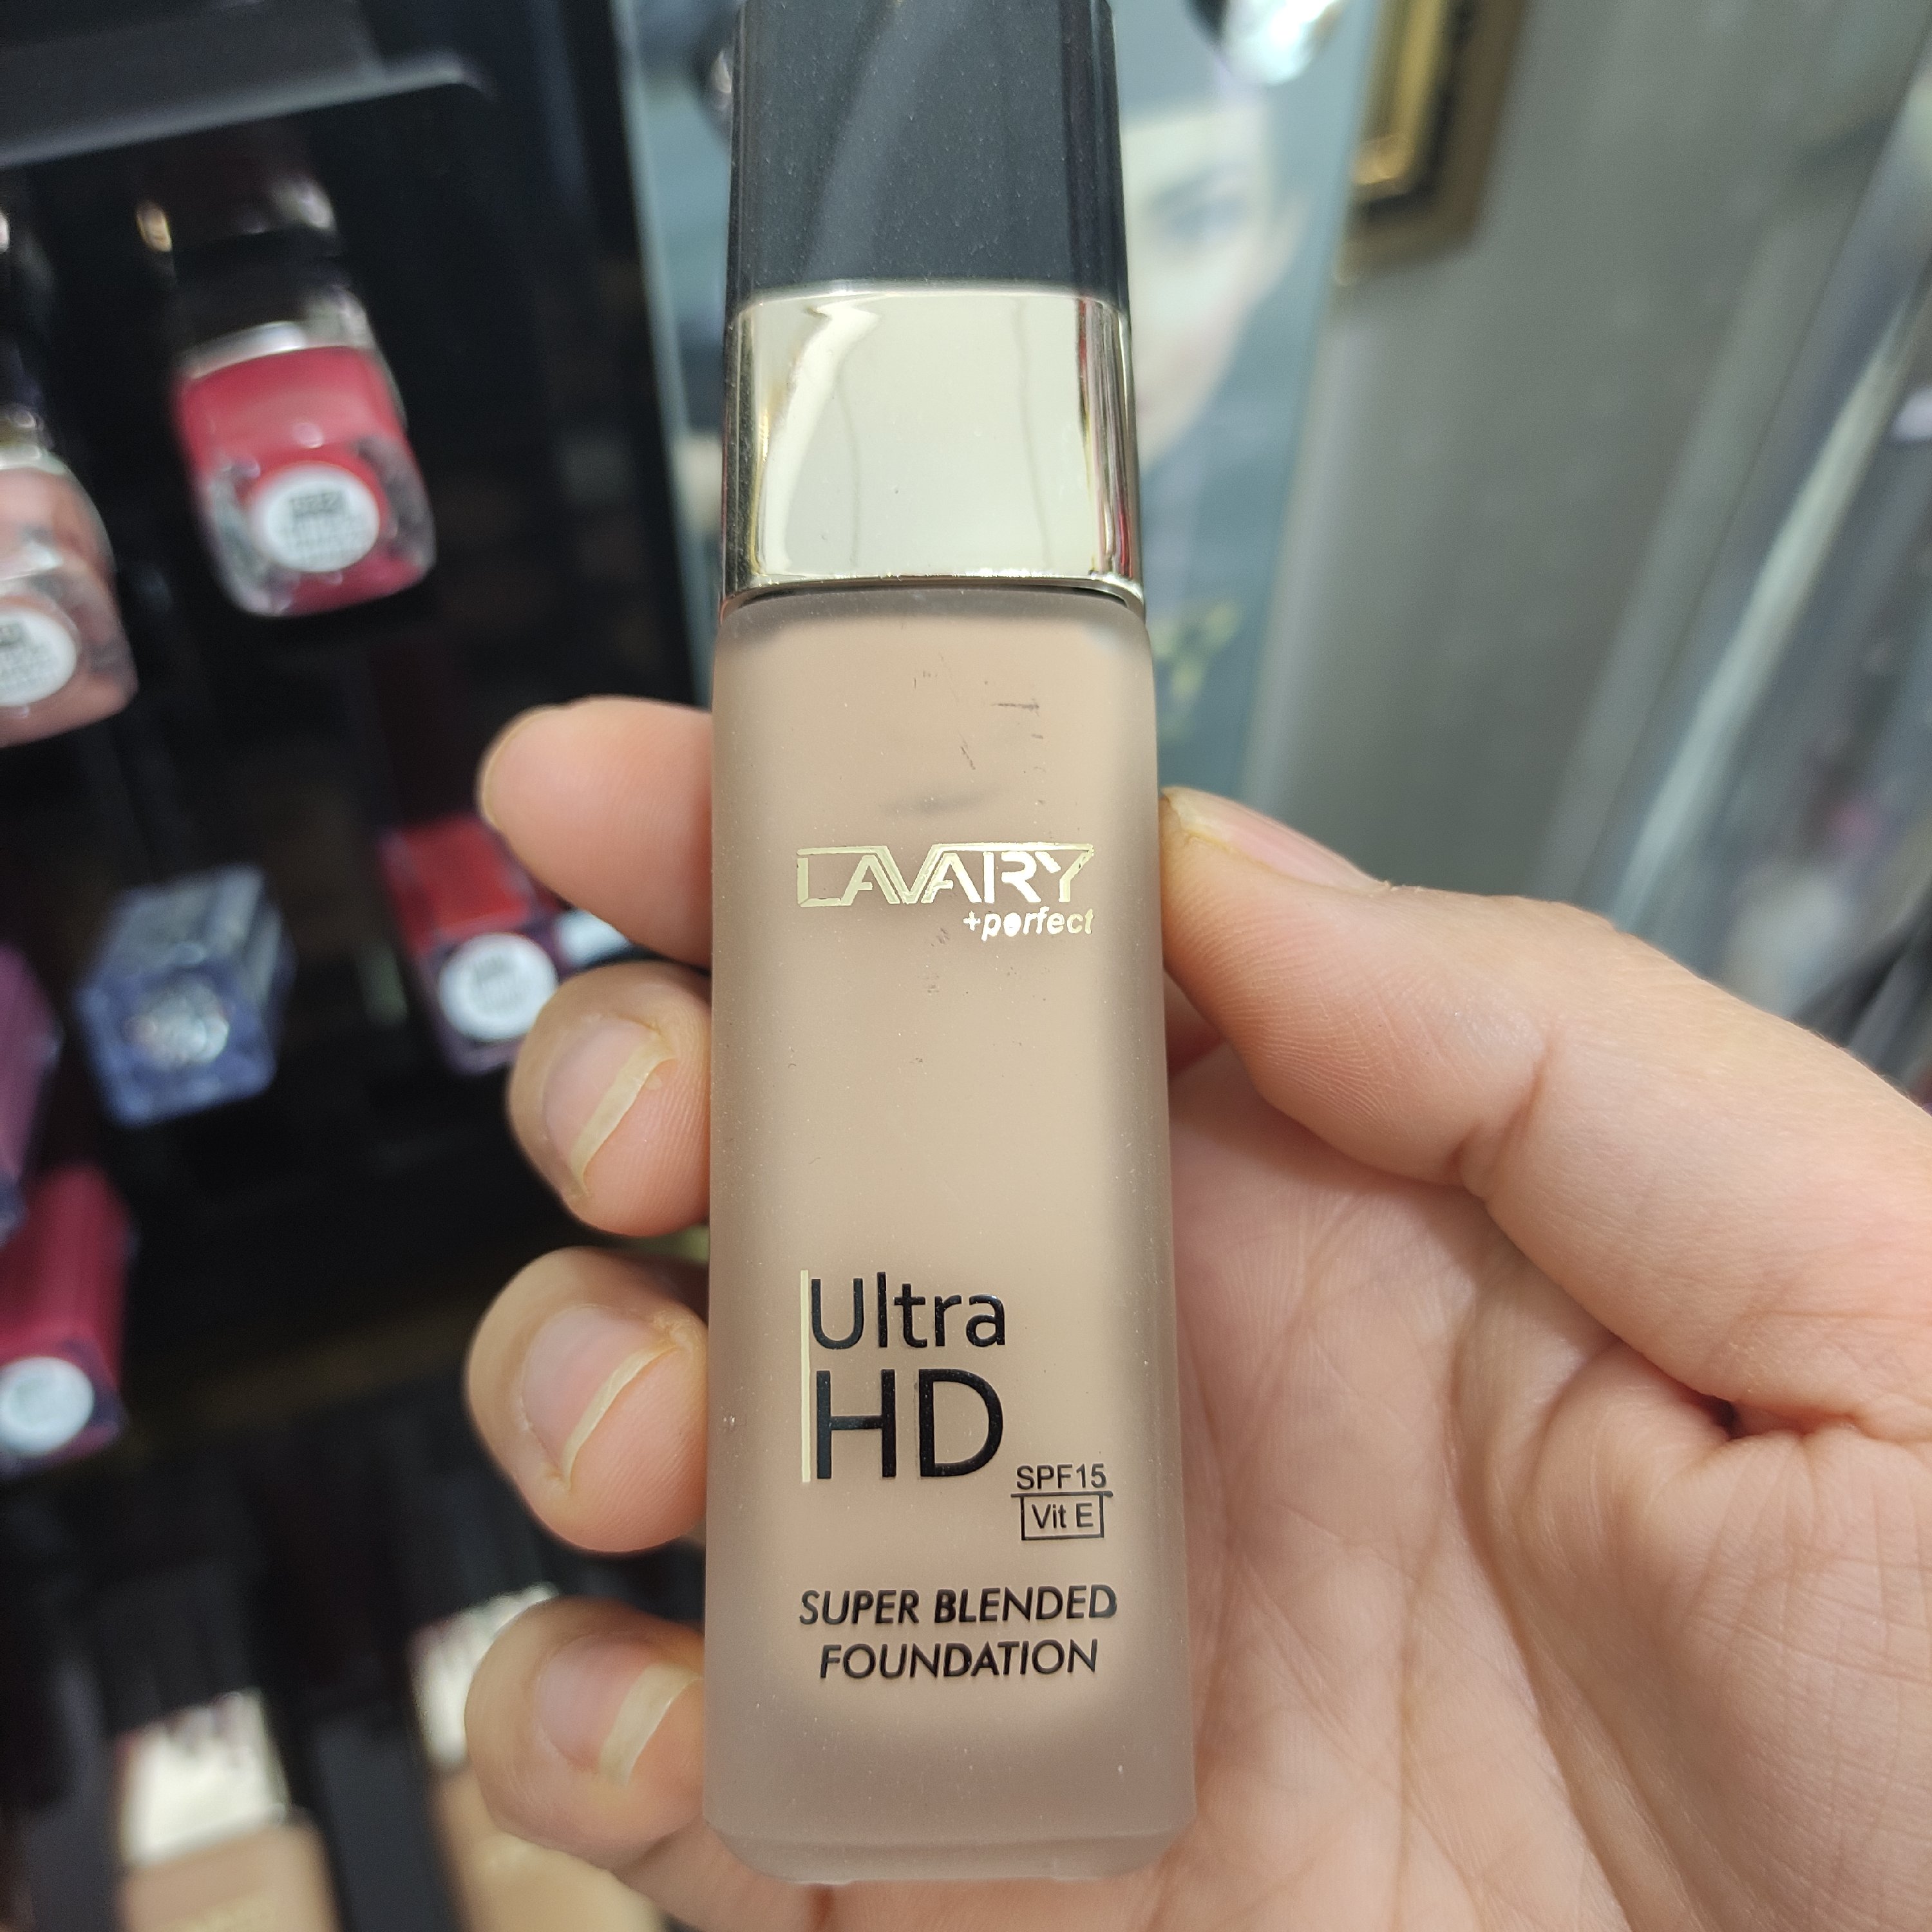 LAVARY
+perfect
Ultra
HD
SPF15
Vit E
SUPER BLENDED
FOUNDATION